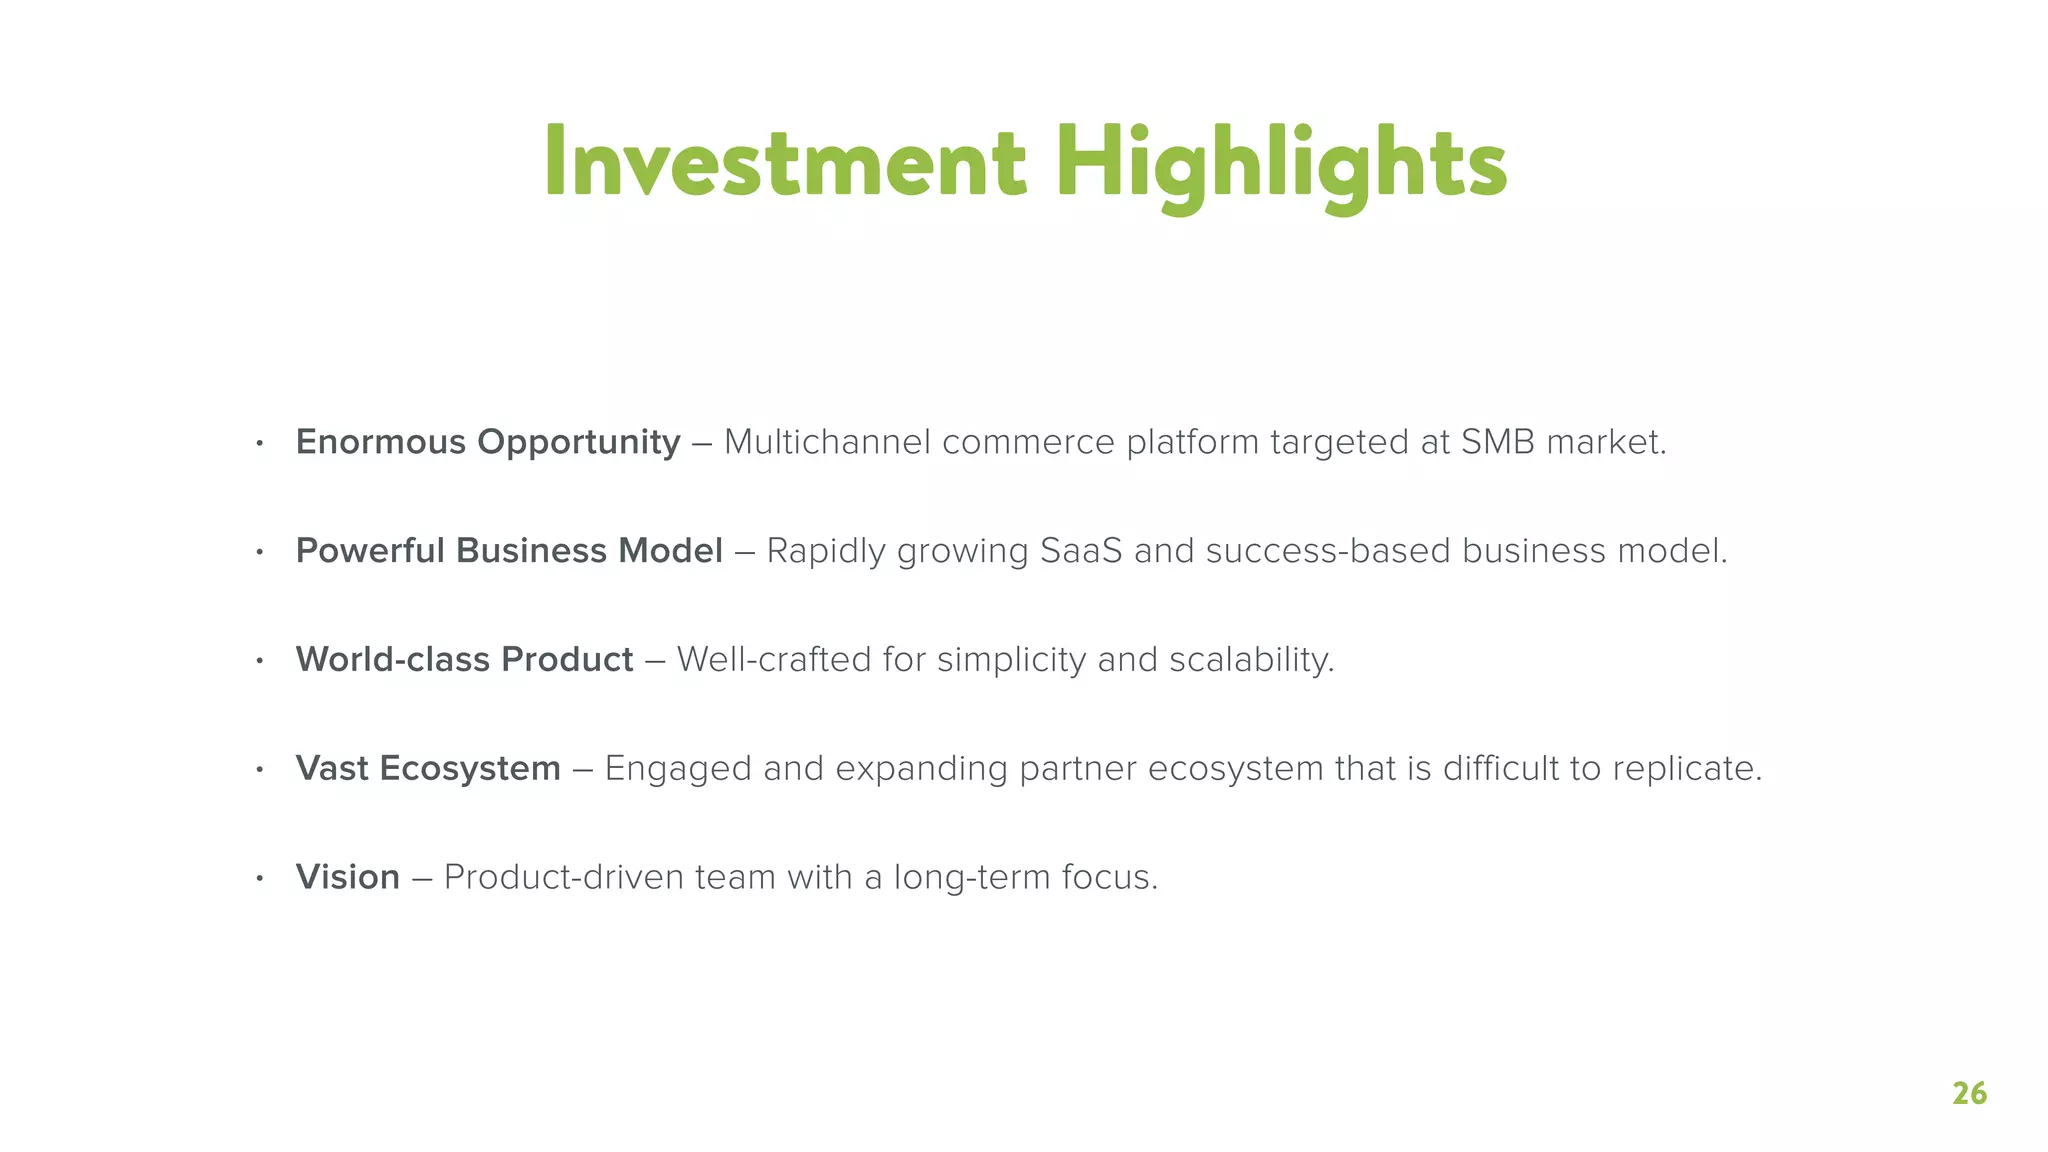 Investment Highlights
• Enormous Opportunity – Multichannel commerce platform targeted at SMB market.
• Powerful Business Model – Rapidly growing SaaS and success-based business model.
• World-class Product – Well-crafted for simplicity and scalability.
• Vast Ecosystem – Engaged and expanding partner ecosystem that is difficult to replicate.
• Vision – Product-driven team with a long-term focus.
26